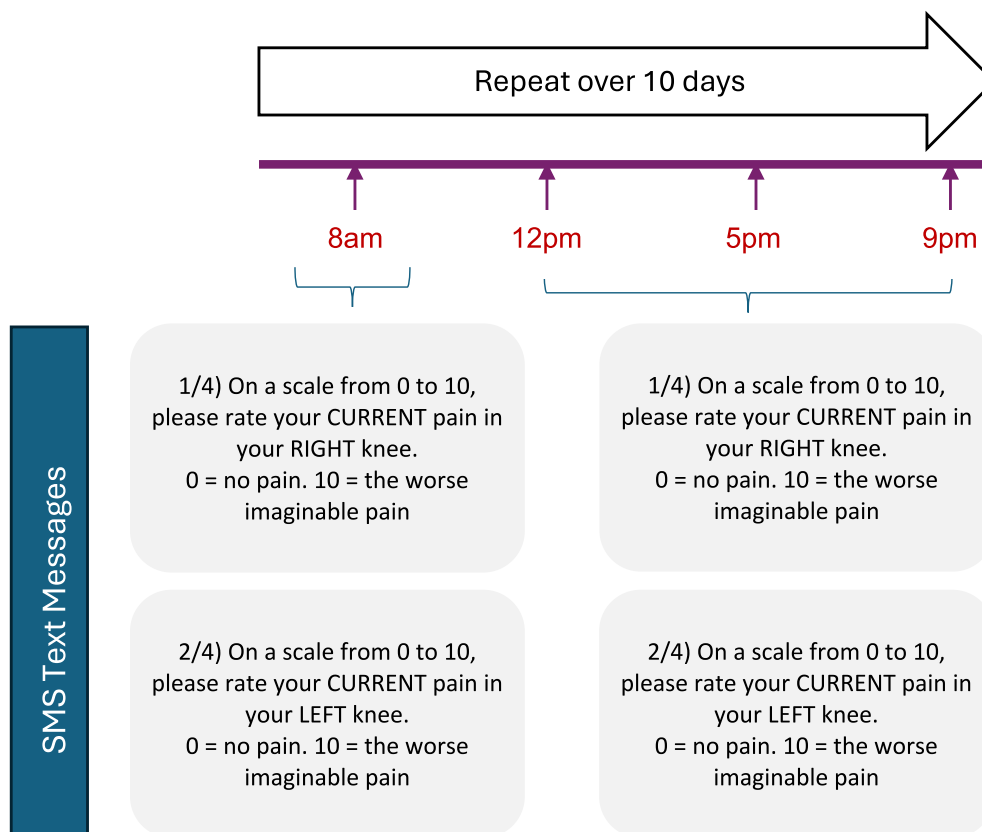 Repeat over 10 days
8am
12pm
5pm
9pm
SMS Text Messages
1/4) On a scale from 0 to 10,
please rate your CURRENT pain in
your RIGHT knee.
0 = no pain. 10 = the worse
imaginable pain
1/4) On a scale from 0 to 10,
please rate your CURRENT pain in
your RIGHT knee.
0 = no pain. 10 = the worse
imaginable pain
2/4) On a scale from 0 to 10,
please rate your CURRENT pain in
your LEFT knee.
0 = no pain. 10 = the worse
imaginable pain
2/4) On a scale from 0 to 10,
please rate your CURRENT pain in
your LEFT knee.
0 = no pain. 10 = the worse
imaginable pain